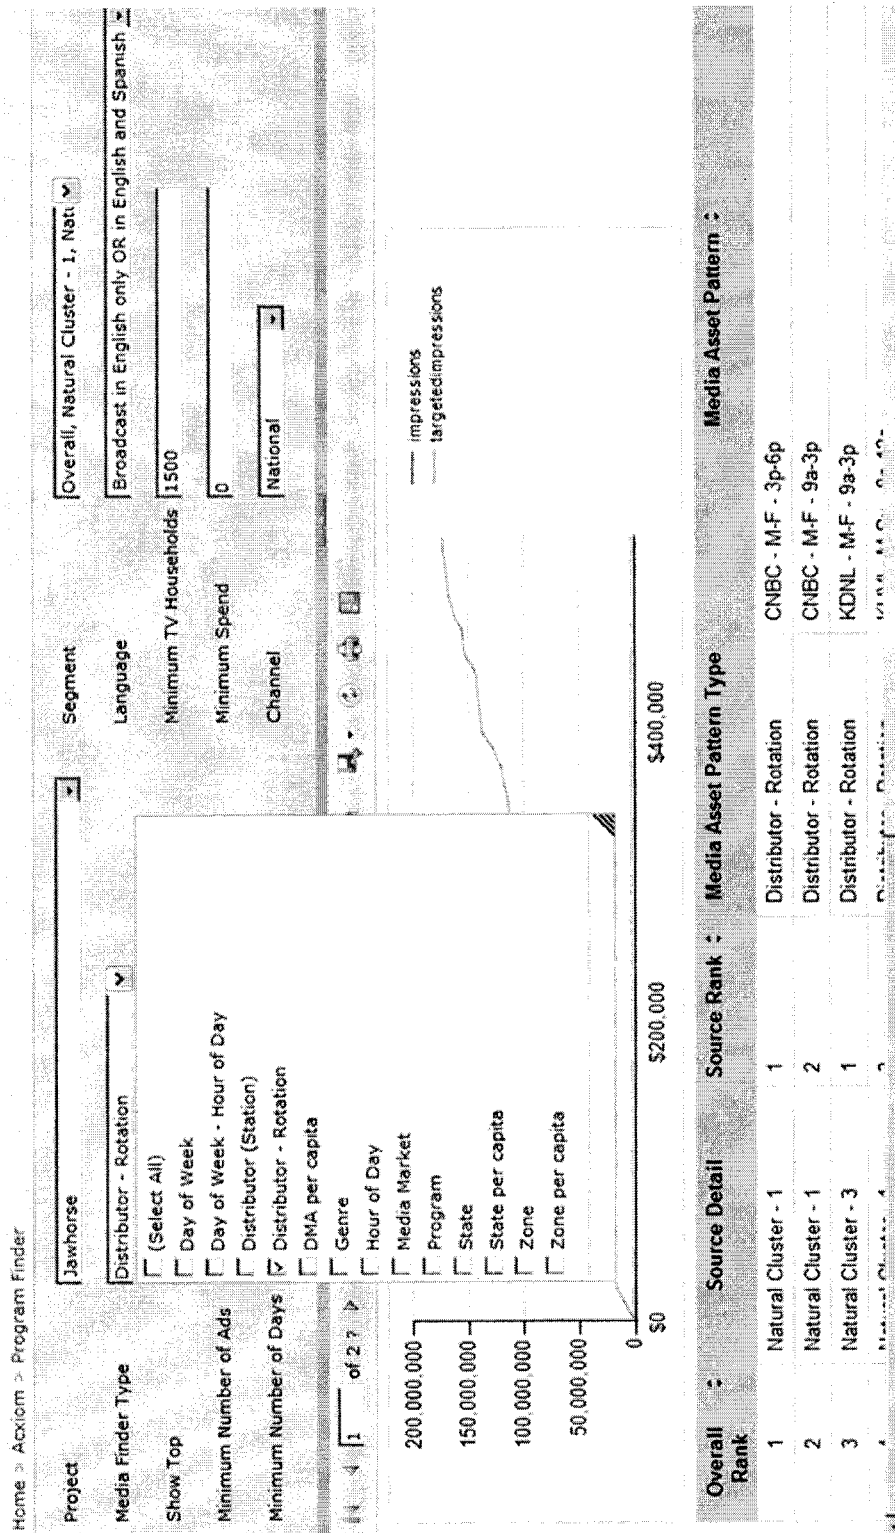 Home > Acxiom > Program Finder
Project Jawhorse Segment Overall, Natural Cluster - 1, Natu
Media Finder Type Distributor - Rotation Language Broadcast in English only OR in English and Spanish
Show Top Minimum TV Households 1500
Minimum Number of Ads Minimum Spend 0
Minimum Number of Days Channel National
(Select All)
Day of Week
Day of Week - Hour of Day
Distributor (Station)
Distributor - Rotation
DMA per capita
Genre
Hour of Day
Media Market
Program
State
State per capita
Zone
Zone per capita
1 of 2 ?
impressions
targetedimpressions
200,000,000
150,000,000
100,000,000
50,000,000
0
$0 $200,000 $400,000
Overall Rank Source Detail Source Rank Media Asset Pattern Type Media Asset Pattern
1 Natural Cluster - 1 1 Distributor - Rotation CNBC - M-F - 3p-6p
2 Natural Cluster - 1 2 Distributor - Rotation CNBC - M-F - 9a-3p
3 Natural Cluster - 3 1 Distributor - Rotation KDNL - M-F - 9a-3p